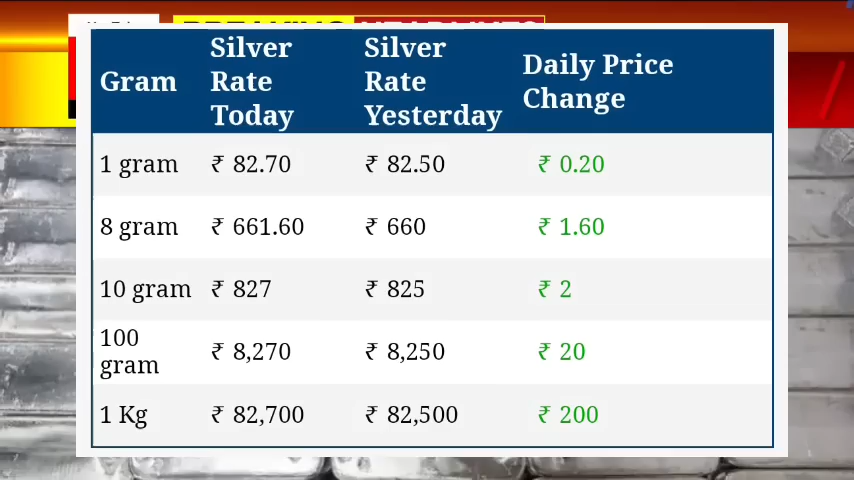 BREAKING HEADLINES
Gram
Silver
Rate
Today
Silver
Rate
Yesterday
Daily Price
Change
1 gram ₹ 82.70 ₹ 82.50 ₹ 0.20
8 gram ₹ 661.60 ₹ 660 ₹ 1.60
10 gram ₹ 827 ₹ 825 ₹ 2
100
gram ₹ 8,270 ₹ 8,250 ₹ 20
1 Kg ₹ 82,700 ₹ 82,500 ₹ 200